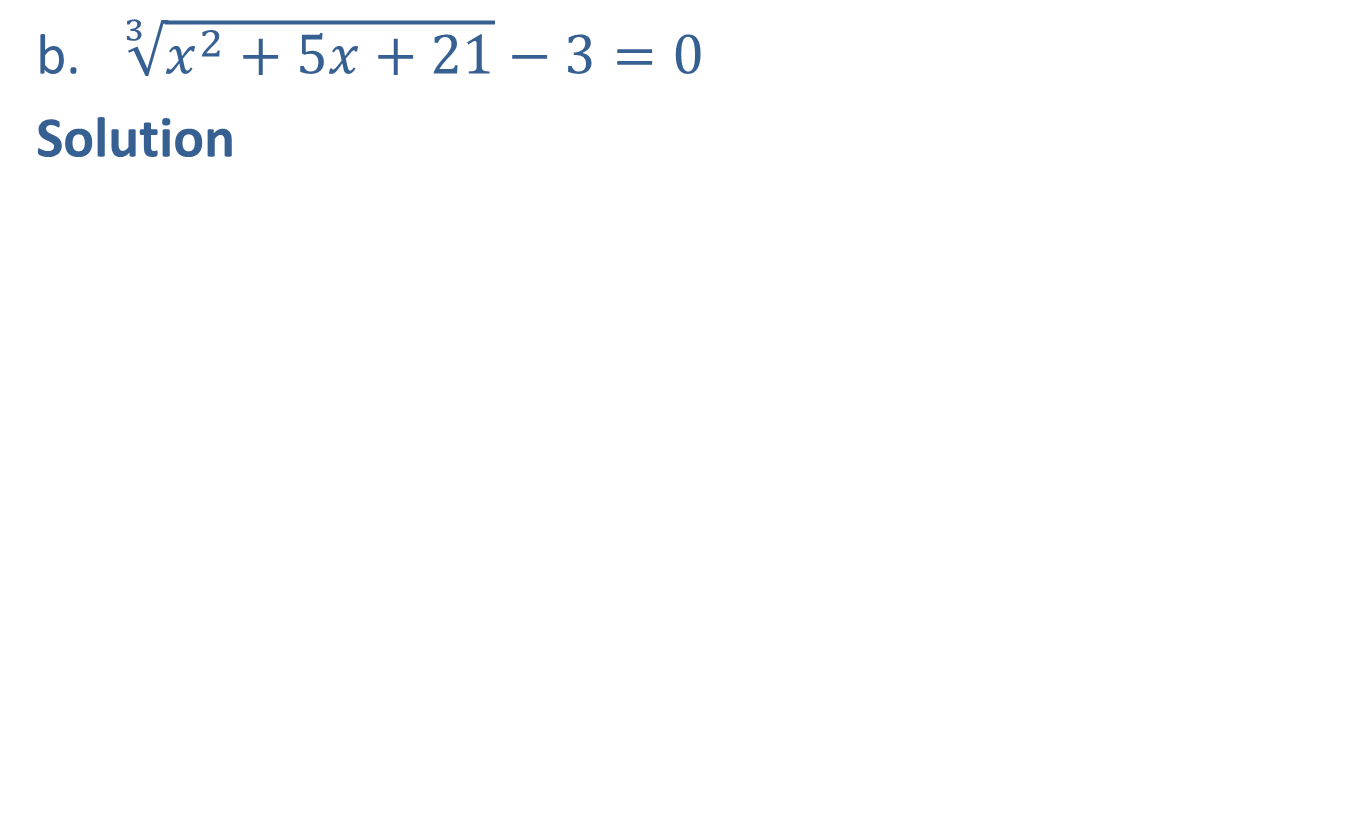 b. ∛(x² + 5x + 21) − 3 = 0
Solution